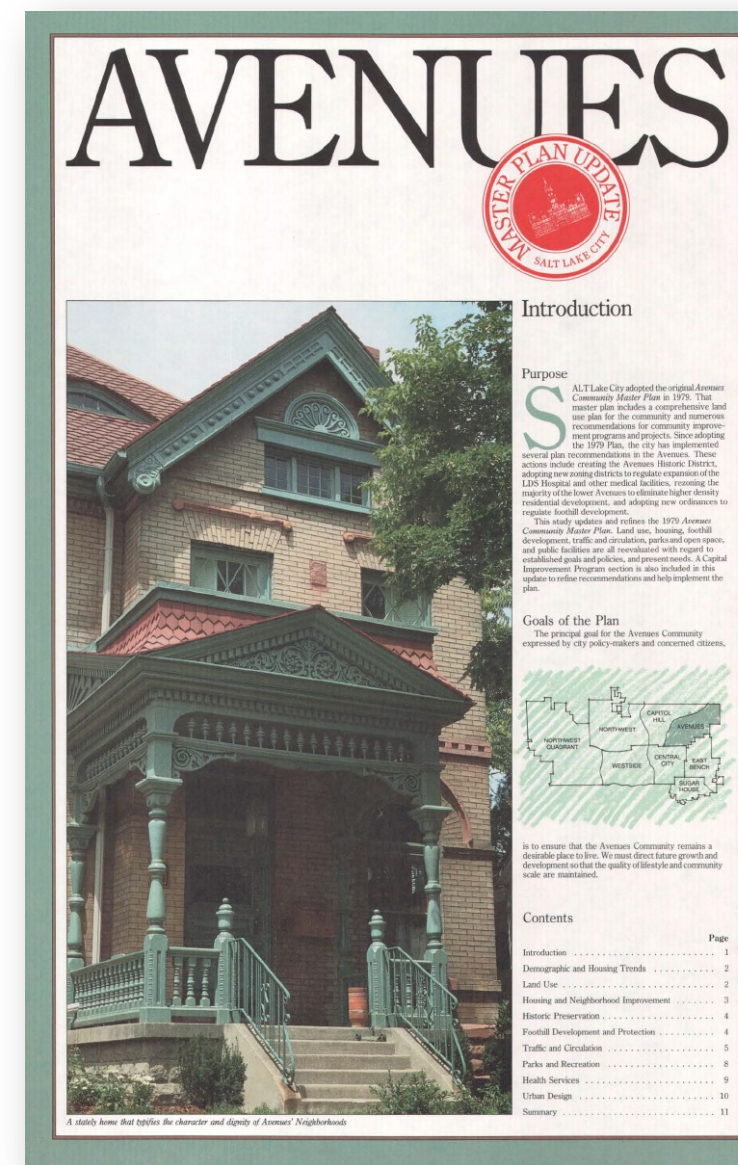 AVENUES
MASTER PLAN UPDATE
SALT LAKE CITY
Introduction
Purpose
SALT Lake City adopted the original Avenues
Community Master Plan in 1979. That
master plan includes a comprehensive land
use plan for the community and numerous
recommendations for community improve-
ment programs and projects. Since adopting
the 1979 Plan, the city has implemented
several plan recommendations in the Avenues. These
actions include creating the Avenues Historic District,
adopting new zoning districts to regulate expansion of the
LDS Hospital and other medical facilities, rezoning the
majority of the lower Avenues to eliminate higher density
residential development, and adopting new ordinances to
regulate foothill development.
This study updates and refines the 1979 Avenues
Community Master Plan. Land use, housing, foothill
development, traffic and circulation, parks and open space,
and public facilities are all reevaluated with regard to
established goals and policies, and present needs. A Capital
Improvement Program section is also included in this
update to refine recommendations and help implement the
plan.
Goals of the Plan
The principal goal for the Avenues Community
expressed by city policy-makers and concerned citizens,
NORTHWEST
QUADRANT
NORTHWEST
CAPITOL
HILL
AVENUES
WESTSIDE
CENTRAL
CITY
EAST
BENCH
SUGAR
HOUSE
is to ensure that the Avenues Community remains a
desirable place to live. We must direct future growth and
development so that the quality of lifestyle and community
scale are maintained.
Contents
Page
Introduction . . . . . . . . . . . . . . . . . . . . . . . 1
Demographic and Housing Trends . . . . . . . . . . 2
Land Use . . . . . . . . . . . . . . . . . . . . . . . . . 2
Housing and Neighborhood Improvement . . . . . . . 3
Historic Preservation . . . . . . . . . . . . . . . . . . 4
Foothill Development and Protection . . . . . . . . . 4
Traffic and Circulation . . . . . . . . . . . . . . . . . 5
Parks and Recreation . . . . . . . . . . . . . . . . . . 8
Health Services . . . . . . . . . . . . . . . . . . . . . 9
Urban Design . . . . . . . . . . . . . . . . . . . . . . 10
Summary . . . . . . . . . . . . . . . . . . . . . . . . . 11
A stately home that typifies the character and dignity of Avenues' Neighborhoods